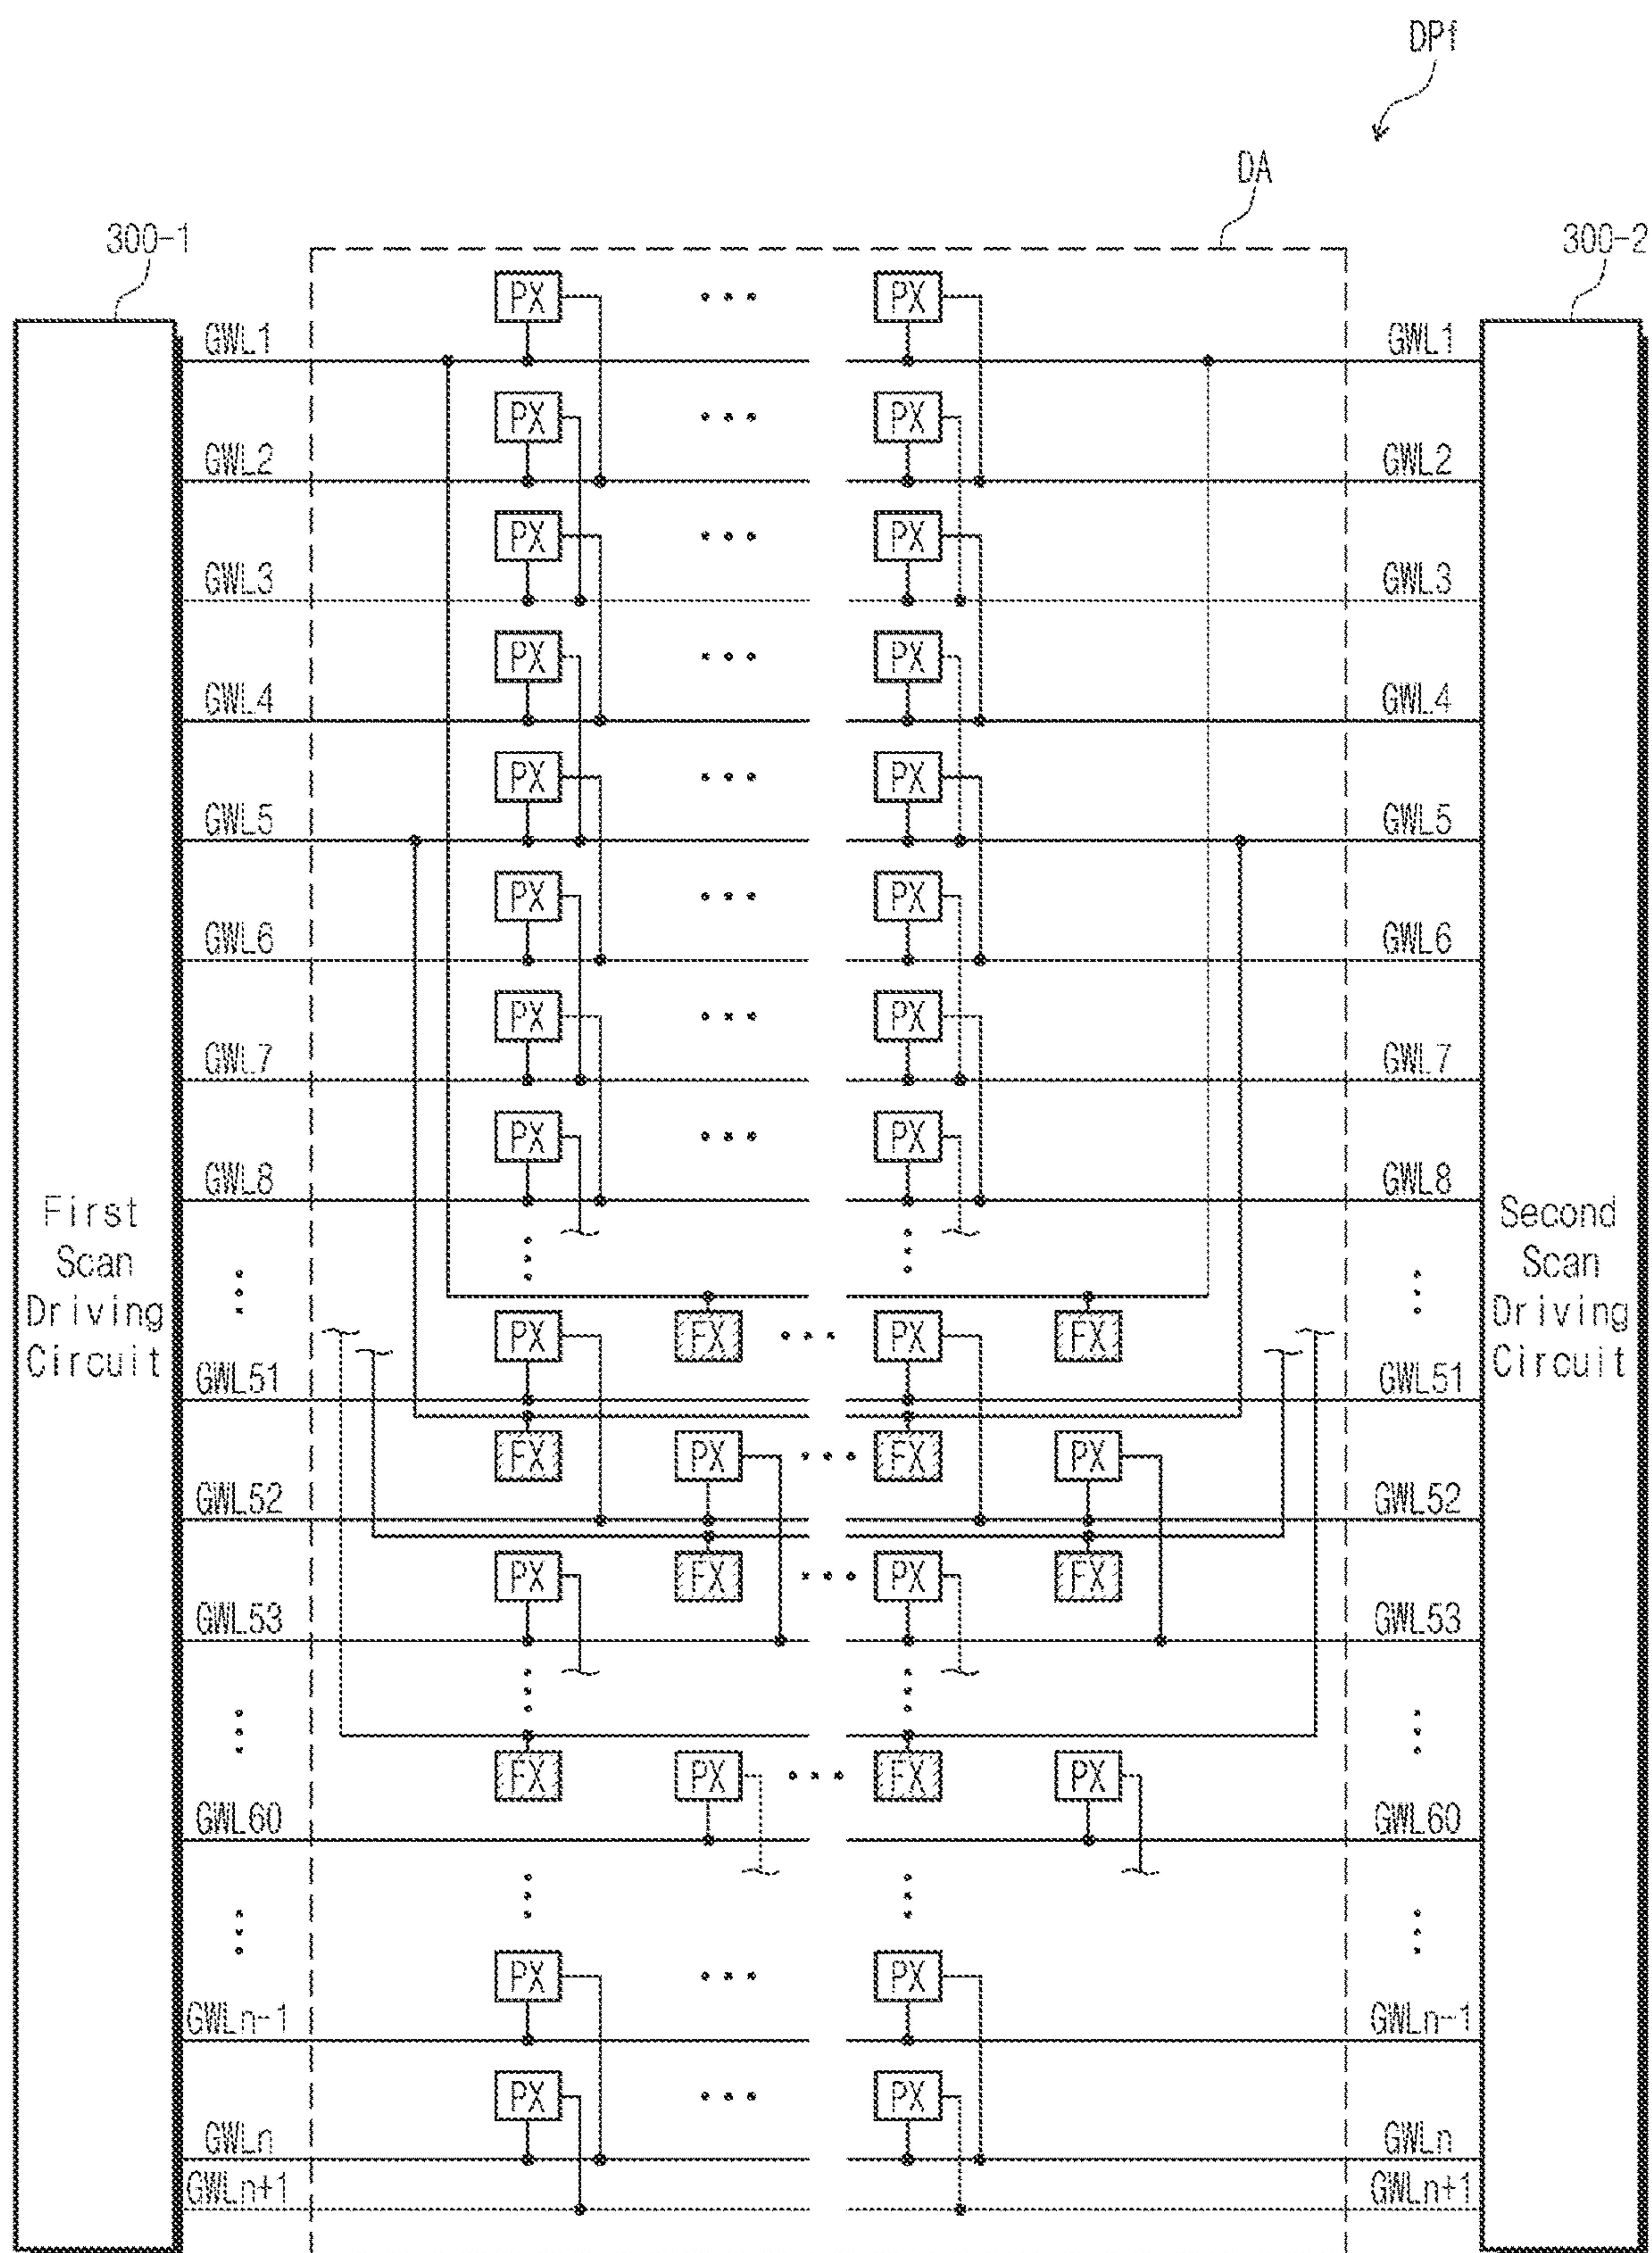 DPf
DA
300-1
300-2
PX PX
GWL1 GWL1
PX PX
GWL2 GWL2
PX PX
GWL3 GWL3
PX PX
GWL4 GWL4
PX PX
GWL5 GWL5
PX PX
GWL6 GWL6
PX PX
GWL7 GWL7
PX PX
GWL8 GWL8
First
Scan
Driving
Circuit
Second
Scan
Driving
Circuit
PX FX PX FX
GWL51 GWL51
FX PX FX PX
GWL52 GWL52
PX FX PX FX
GWL53 GWL53
FX PX FX PX
GWL60 GWL60
PX PX
GWLn-1 GWLn-1
PX PX
GWLn GWLn
GWLn+1 GWLn+1